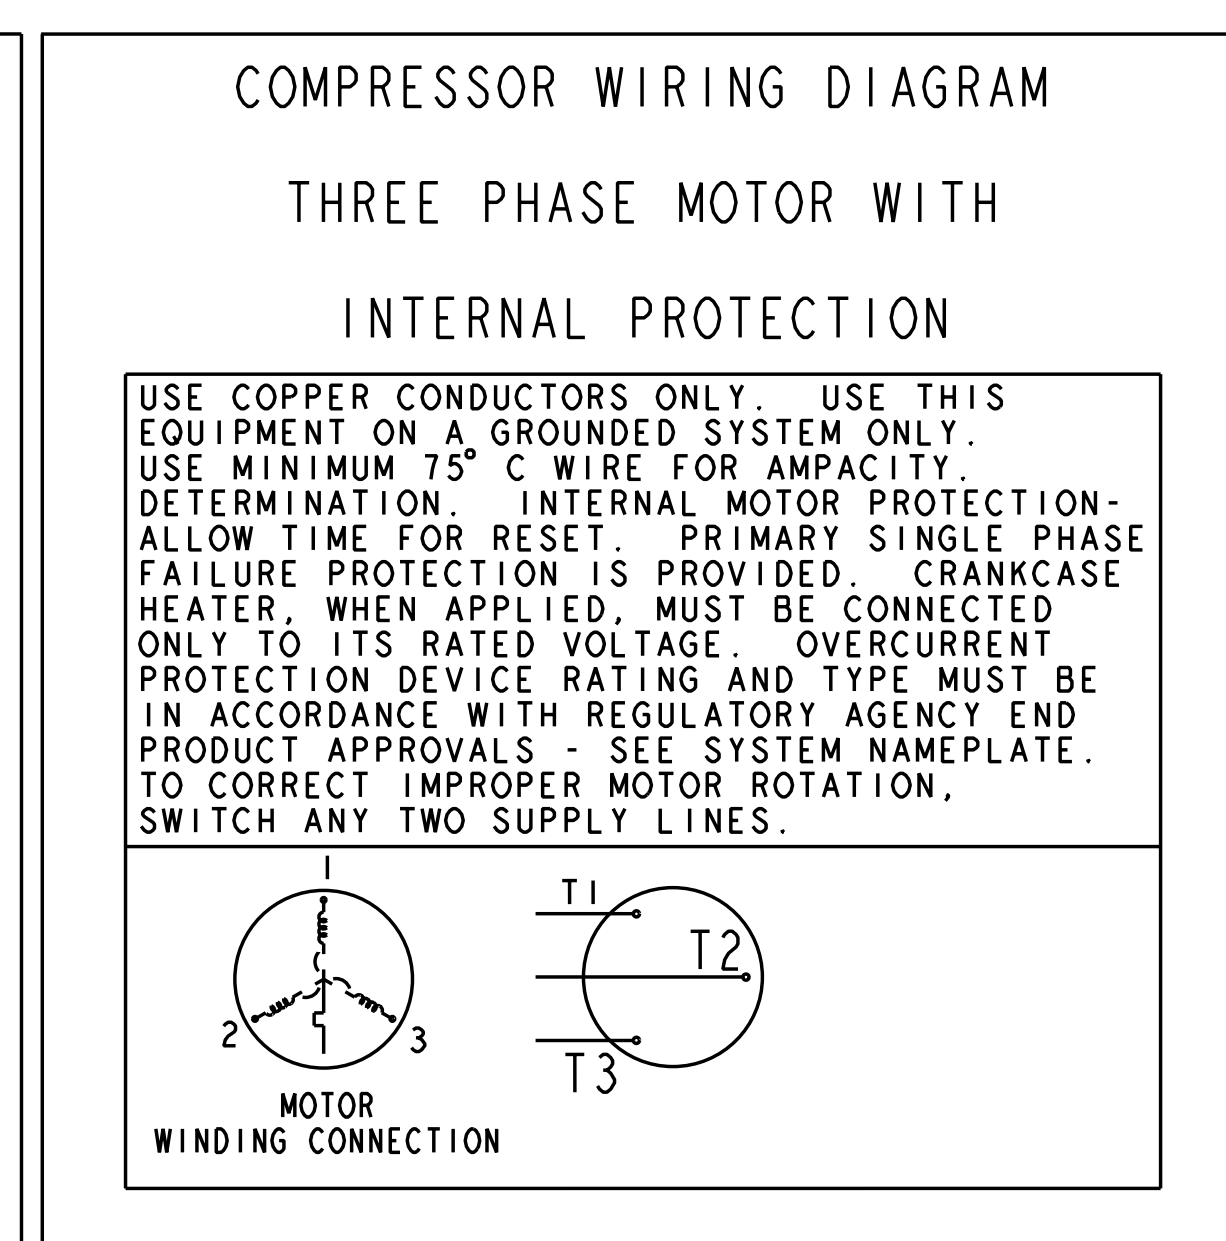 COMPRESSOR WIRING DIAGRAM
THREE PHASE MOTOR WITH
INTERNAL PROTECTION
USE COPPER CONDUCTORS ONLY. USE THIS
EQUIPMENT ON A GROUNDED SYSTEM ONLY.
USE MINIMUM 75° C WIRE FOR AMPACITY.
DETERMINATION. INTERNAL MOTOR PROTECTION-
ALLOW TIME FOR RESET. PRIMARY SINGLE PHASE
FAILURE PROTECTION IS PROVIDED. CRANKCASE
HEATER, WHEN APPLIED, MUST BE CONNECTED
ONLY TO ITS RATED VOLTAGE. OVERCURRENT
PROTECTION DEVICE RATING AND TYPE MUST BE
IN ACCORDANCE WITH REGULATORY AGENCY END
PRODUCT APPROVALS - SEE SYSTEM NAMEPLATE.
TO CORRECT IMPROPER MOTOR ROTATION,
SWITCH ANY TWO SUPPLY LINES.
1
2
3
MOTOR
WINDING CONNECTION
T1
T2
T3